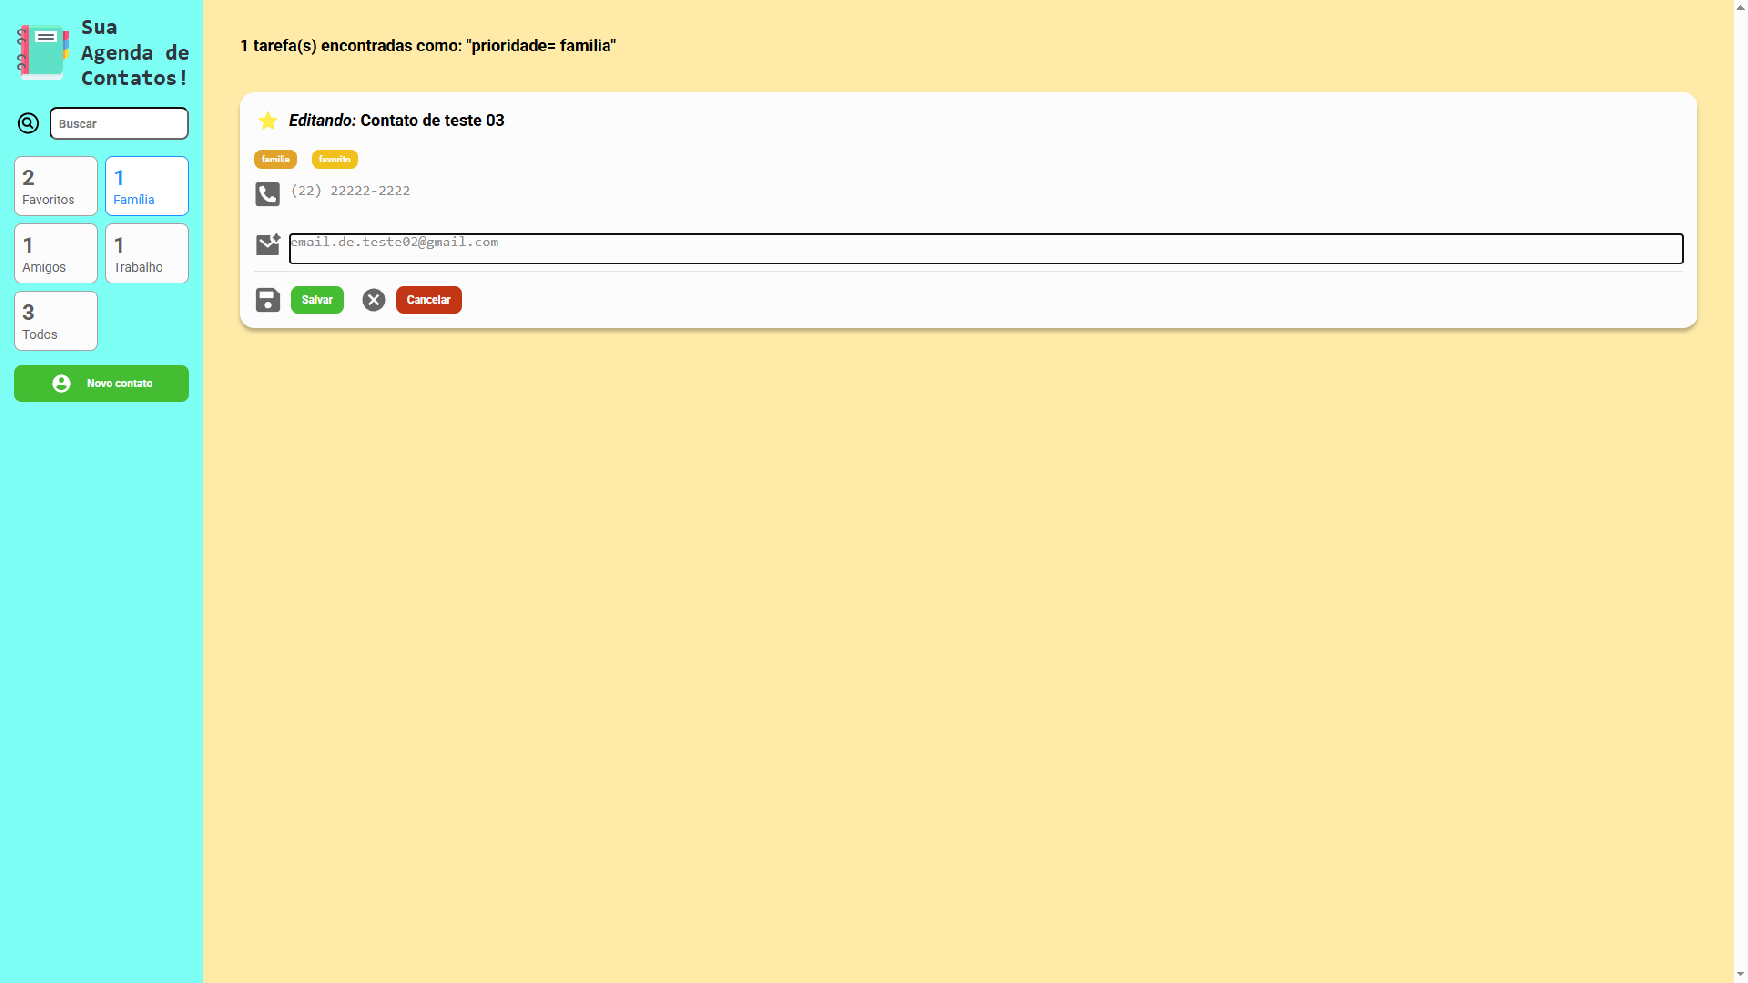 Sua
Agenda de
Contatos!
Buscar
2
Favoritos
1
Família
1
Amigos
1
Trabalho
3
Todos
Novo contato
1 tarefa(s) encontradas como: "prioridade= familia"
Editando: Contato de teste 03
familia favorito
(22) 22222-2222
email.de.teste02@gmail.com
Salvar Cancelar